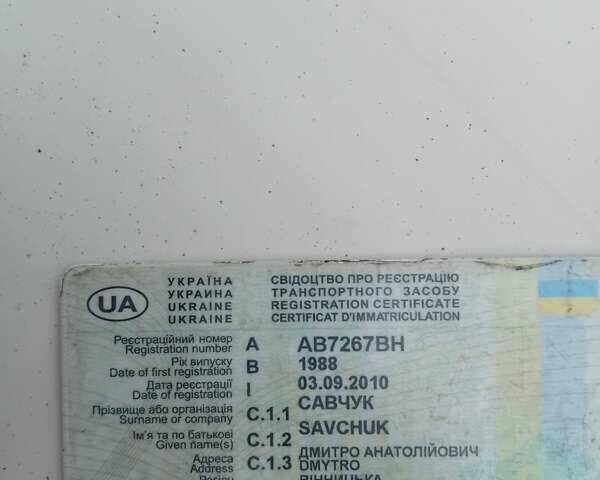 UA
УКРАЇНА СВІДОЦТВО ПРО РЕЄСТРАЦІЮ
УКРАИНА ТРАНСПОРТНОГО ЗАСОБУ
UKRAINE REGISTRATION CERTIFICATE
UKRAINE CERTIFICAT D'IMMATRICULATION
Реєстраційний номер
Registration number A AB7267BH
Рік випуску
Date of first registration B 1988
Дата реєстрації
Date of registration I 03.09.2010
Прізвище або організація САВЧУК
Surname or company C.1.1
SAVCHUK
Ім'я та по батькові
Given name(s) C.1.2
ДМИТРО АНАТОЛІЙОВИЧ
Адреса
Address C.1.3 DMYTRO
ВІННИЦЬКА